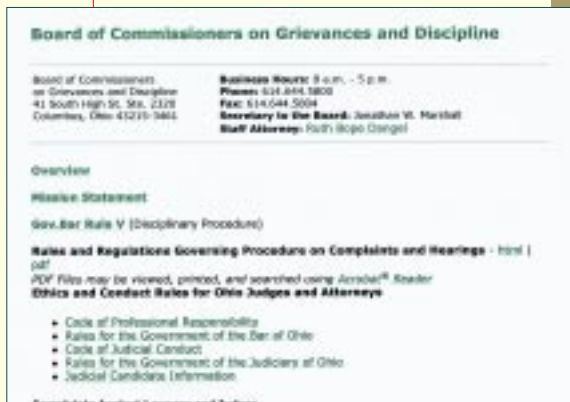 Board of Commissioners on Grievances and Discipline
Board of Commissioners
on Grievances and Discipline
41 South High St. Ste. 2320
Columbus, Ohio 43215-3461
Business Hours: 8 a.m. - 5 p.m.
Phone: 614.644.5800
Fax: 614.644.5804
Secretary to the Board: Jonathan W. Marshall
Staff Attorney: Ruth Bope Dangel
Overview
Mission Statement
Gov.Bar Rule V (Disciplinary Procedure)
Rules and Regulations Governing Procedure on Complaints and Hearings - html |
pdf
PDF Files may be viewed, printed, and searched using Acrobat® Reader
Ethics and Conduct Rules for Ohio Judges and Attorneys
• Code of Professional Responsibility
• Rules for the Government of the Bar of Ohio
• Code of Judicial Conduct
• Rules for the Government of the Judiciary of Ohio
• Judicial Candidate Information